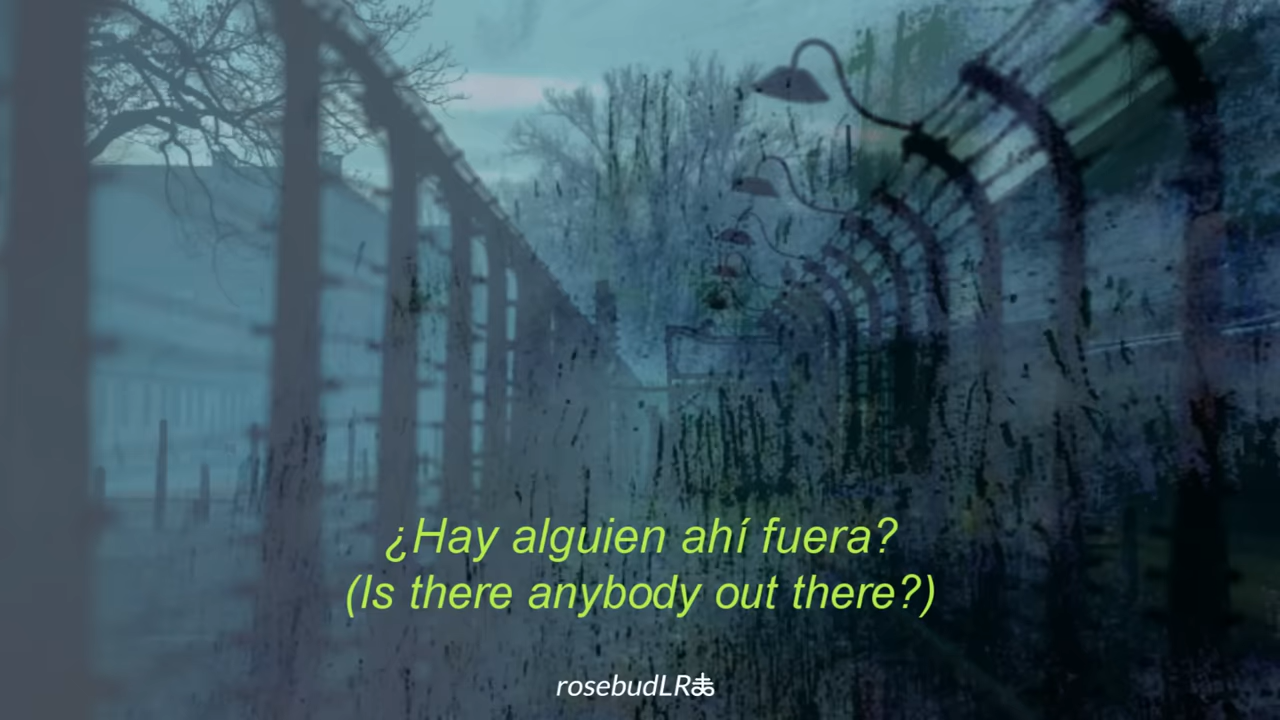 ¿Hay alguien ahí fuera?
(Is there anybody out there?)
rosebudLR